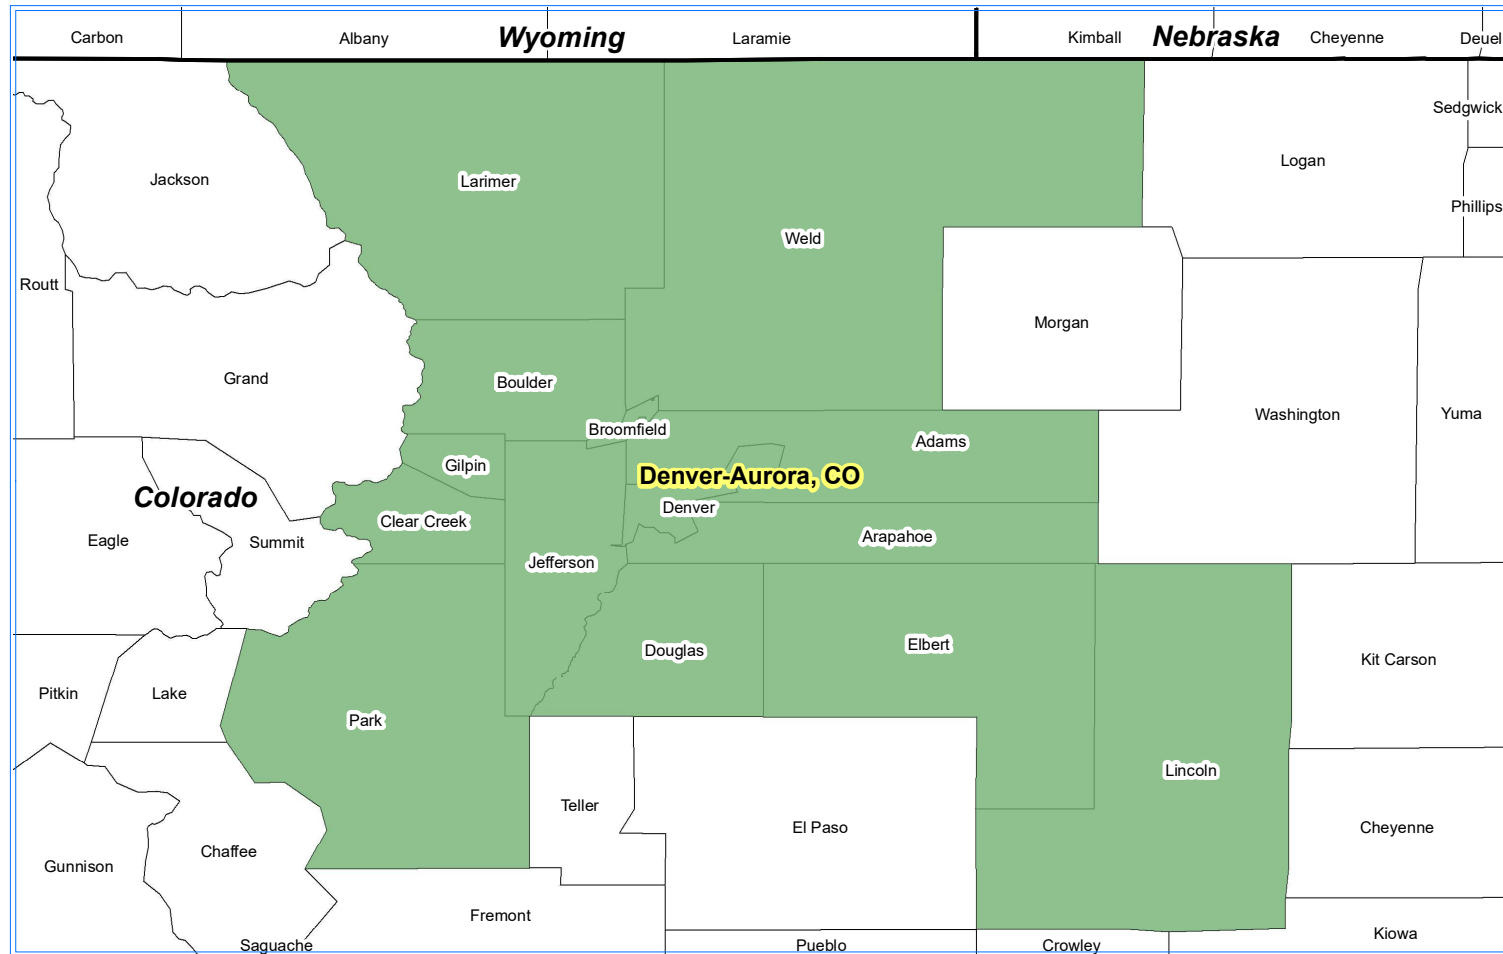 Carbon
Albany
Wyoming
Laramie
Kimball
Nebraska
Cheyenne
Deuel
Sedgwick
Logan
Jackson
Larimer
Phillips
Weld
Routt
Morgan
Grand
Boulder
Washington
Yuma
Broomfield
Adams
Gilpin
Denver-Aurora, CO
Colorado
Denver
Clear Creek
Arapahoe
Eagle
Summit
Jefferson
Douglas
Elbert
Kit Carson
Pitkin
Lake
Park
Lincoln
Teller
El Paso
Cheyenne
Chaffee
Gunnison
Fremont
Kiowa
Saguache
Pueblo
Crowley